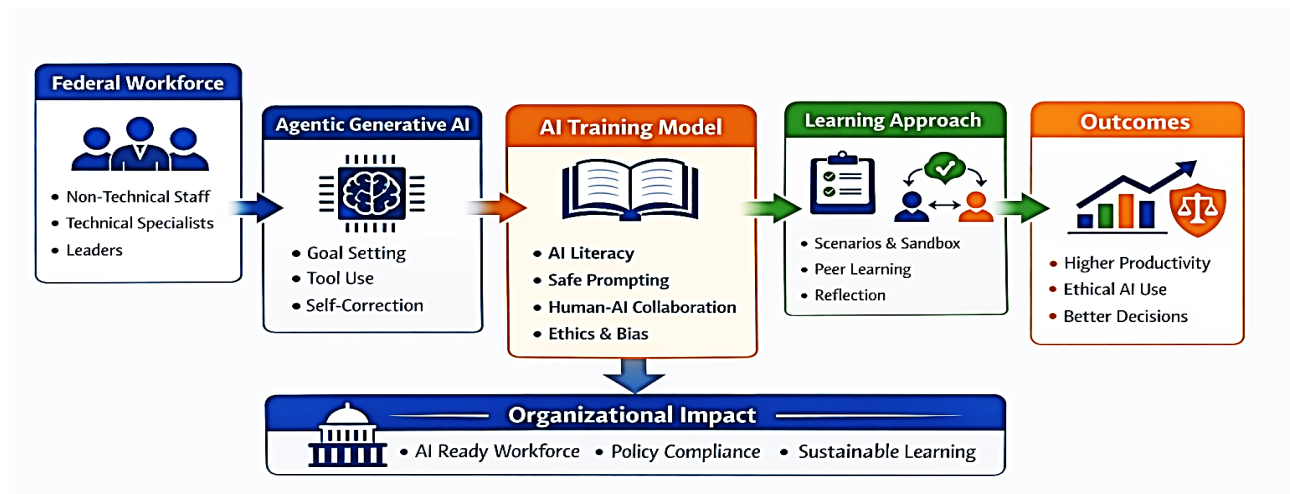 Federal Workforce
• Non-Technical Staff
• Technical Specialists
• Leaders
Agentic Generative AI
• Goal Setting
• Tool Use
• Self-Correction
AI Training Model
• AI Literacy
• Safe Prompting
• Human-AI Collaboration
• Ethics & Bias
Learning Approach
• Scenarios & Sandbox
• Peer Learning
• Reflection
Outcomes
• Higher Productivity
• Ethical AI Use
• Better Decisions
Organizational Impact
• AI Ready Workforce • Policy Compliance • Sustainable Learning